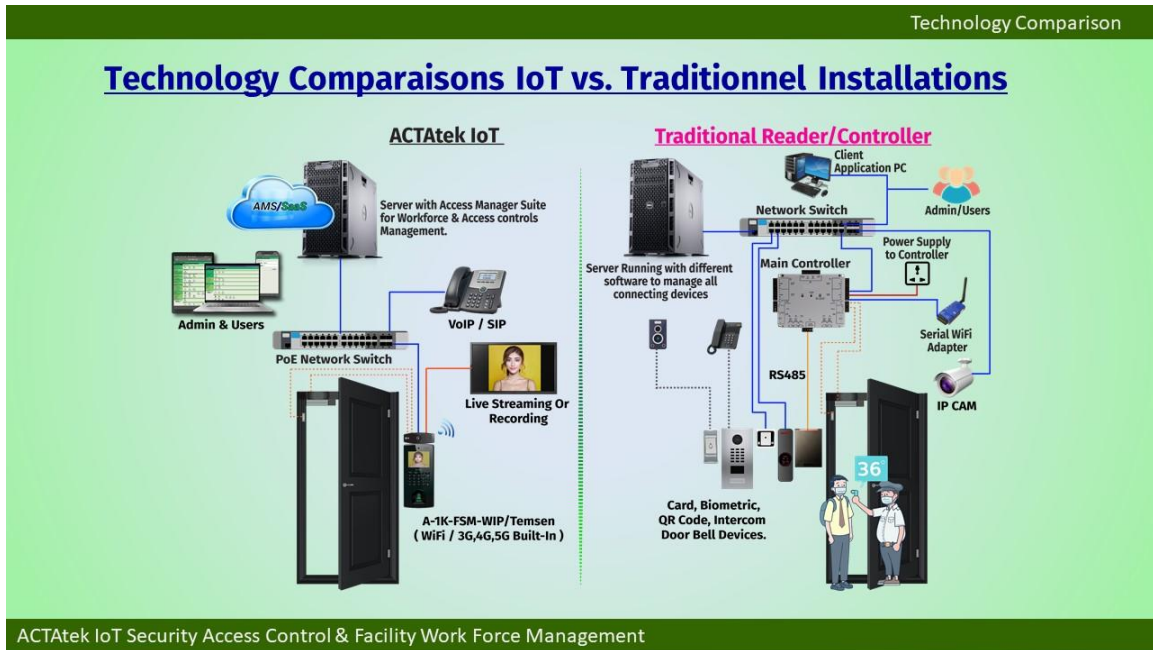 Technology Comparison
Technology Comparaisons IoT vs. Traditionnel Installations
ACTAtek IoT
AMS/SaaS
Server with Access Manager Suite
for Workforce & Access controls
Management.
Admin & Users
VoIP / SIP
PoE Network Switch
Live Streaming Or
Recording
A-1K-FSM-WIP/Temsen
( WiFi / 3G,4G,5G Built-In )
Traditional Reader/Controller
Client
Application PC
Admin/Users
Network Switch
Server Running with different
software to manage all
connecting devices
Main Controller
Power Supply
to Controller
Serial WiFi
Adapter
RS485
IP CAM
36°
Card, Biometric,
QR Code, Intercom
Door Bell Devices.
ACTAtek IoT Security Access Control & Facility Work Force Management